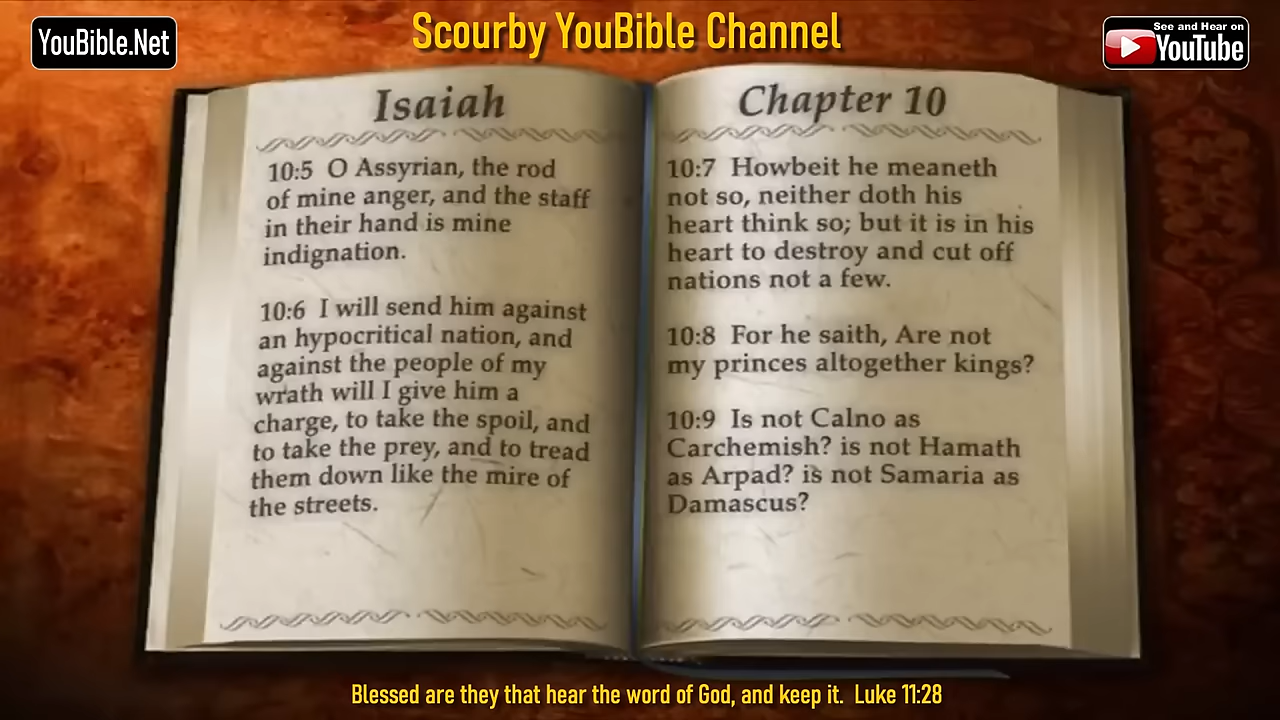 YouBible.Net
Scourby YouBible Channel
See and Hear on
YouTube
Isaiah
10:5 O Assyrian, the rod
of mine anger, and the staff
in their hand is mine
indignation.
10:6 I will send him against
an hypocritical nation, and
against the people of my
wrath will I give him a
charge, to take the spoil, and
to take the prey, and to tread
them down like the mire of
the streets.
Chapter 10
10:7 Howbeit he meaneth
not so, neither doth his
heart think so; but it is in his
heart to destroy and cut off
nations not a few.
10:8 For he saith, Are not
my princes altogether kings?
10:9 Is not Calno as
Carchemish? is not Hamath
as Arpad? is not Samaria as
Damascus?
Blessed are they that hear the word of God, and keep it. Luke 11:28